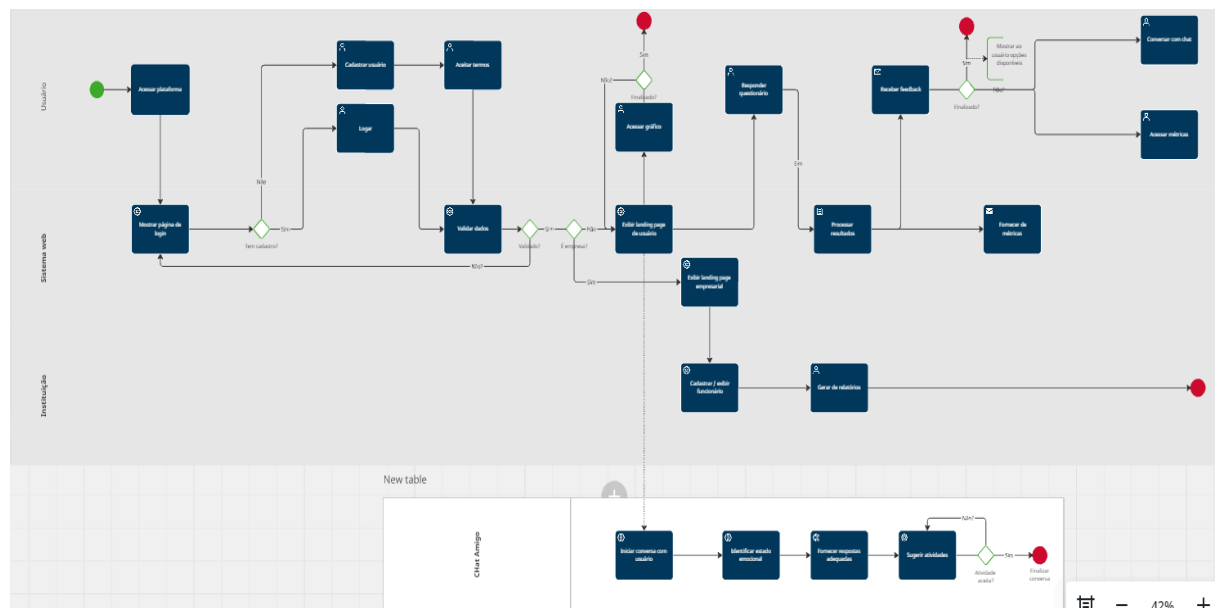 Usuário
Acessar plataforma
Cadastrar usuário
Aceitar termos
Logar
Sim
Não?
Finalizado?
Acessar gráfico
Responder
questionário
Sim
Receber feedback
Sim
Finalizado?
Não?
Mostrar ao
usuário opções
disponíveis
Conversar com chat
Acessar métricas
Sistema web
Mostrar página de
login
Não
Sim
Tem cadastro?
Validar dados
Validado?
Não?
É empresa?
Não
Sim
Exibir landing page
de usuário
Exibir landing page
empresarial
Processar
resultados
Fornecer de
métricas
Instituição
Cadastrar / exibir
funcionário
Gerar de relatórios
New table
CHat Amigo
Iniciar conversa com
usuário
Identificar estado
emocional
Fornecer respostas
adequadas
Sugerir atividades
Não?
Sim
Atividade
aceita?
Finalizar
conversa
42%